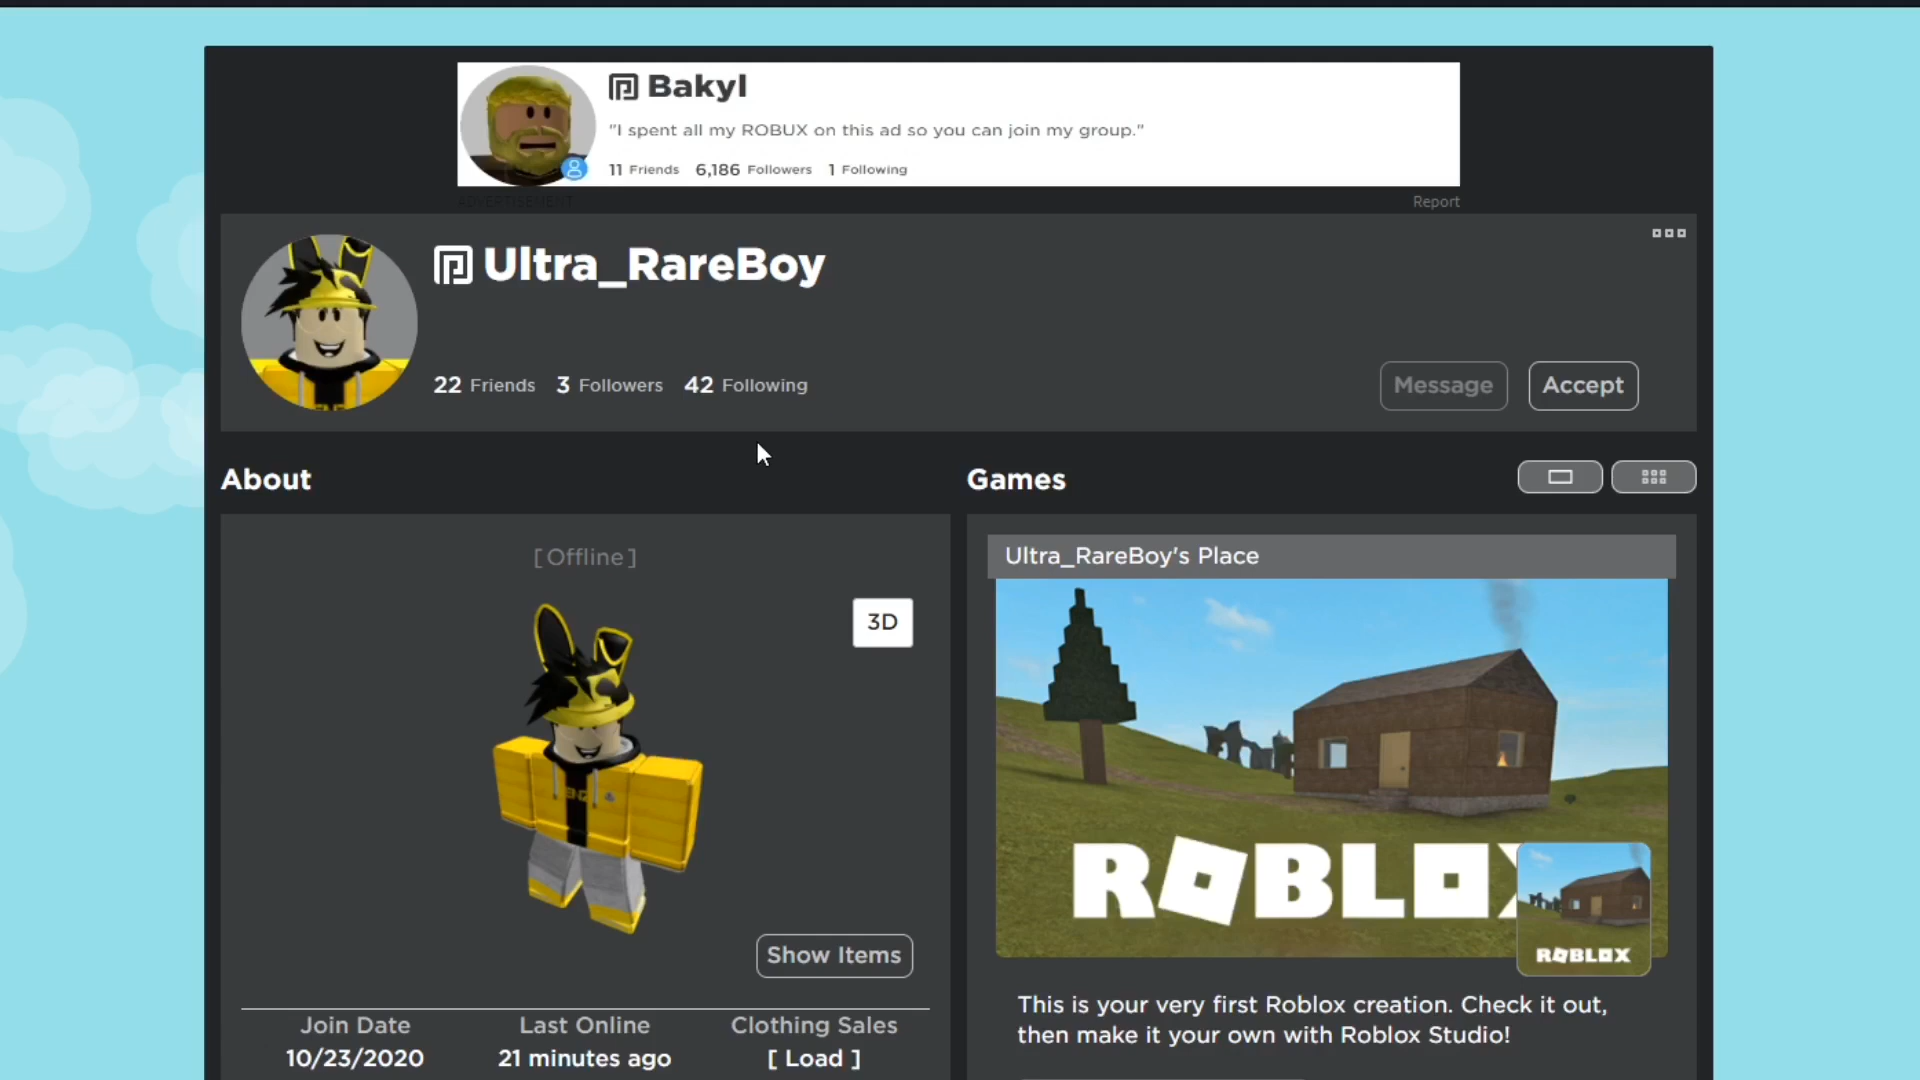 Bakyl
"I spent all my ROBUX on this ad so you can join my group."
11 Friends 6,186 Followers 1 Following
ADVERTISEMENT
Report
Ultra_RareBoy
22 Friends 3 Followers 42 Following
Message
Accept
About
Games
[Offline]
3D
Show Items
Join Date
Last Online
Clothing Sales
10/23/2020
21 minutes ago
[ Load ]
Ultra_RareBoy's Place
ROBLOX
ROBLOX
This is your very first Roblox creation. Check it out,
then make it your own with Roblox Studio!